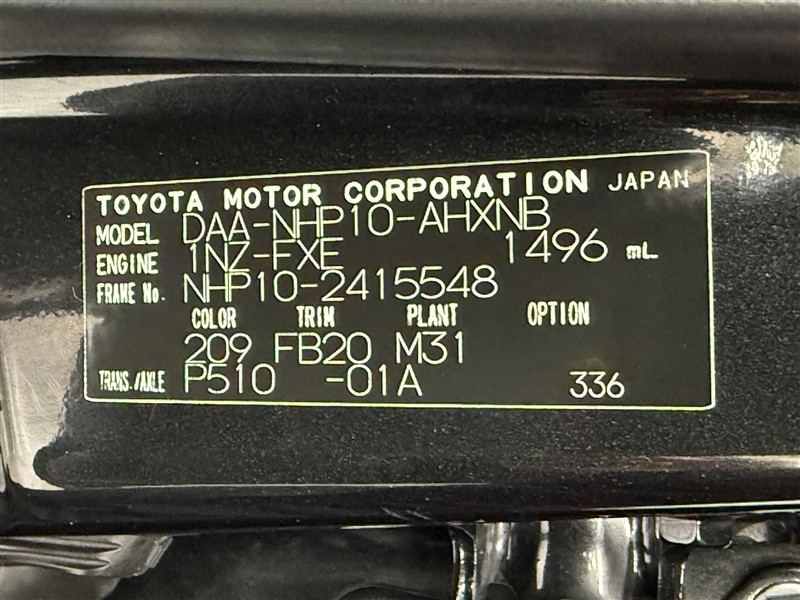 TOYOTA MOTOR CORPORATION JAPAN
MODEL DAA-NHP10-AHXNB
ENGINE 1NZ-FXE 1496 mL
FRAME No. NHP10-2415548
COLOR TRIM PLANT OPTION
209 FB20 M31
TRANS./AXLE P510 -01A 336